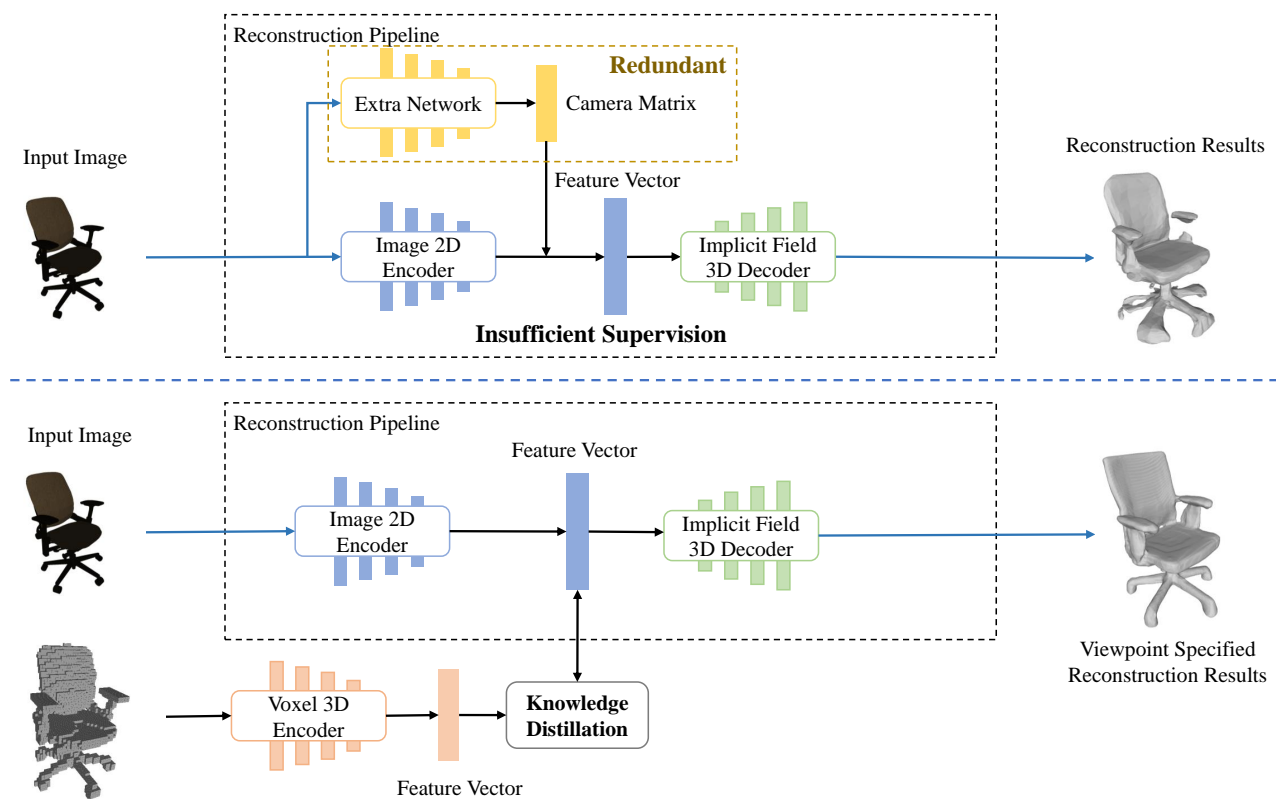 Reconstruction Pipeline
Redundant
Extra Network
Camera Matrix
Input Image
Reconstruction Results
Feature Vector
Image 2D
Encoder
Implicit Field
3D Decoder
Insufficient Supervision
Reconstruction Pipeline
Input Image
Feature Vector
Image 2D
Encoder
Implicit Field
3D Decoder
Viewpoint Specified
Reconstruction Results
Voxel 3D
Encoder
Knowledge
Distillation
Feature Vector